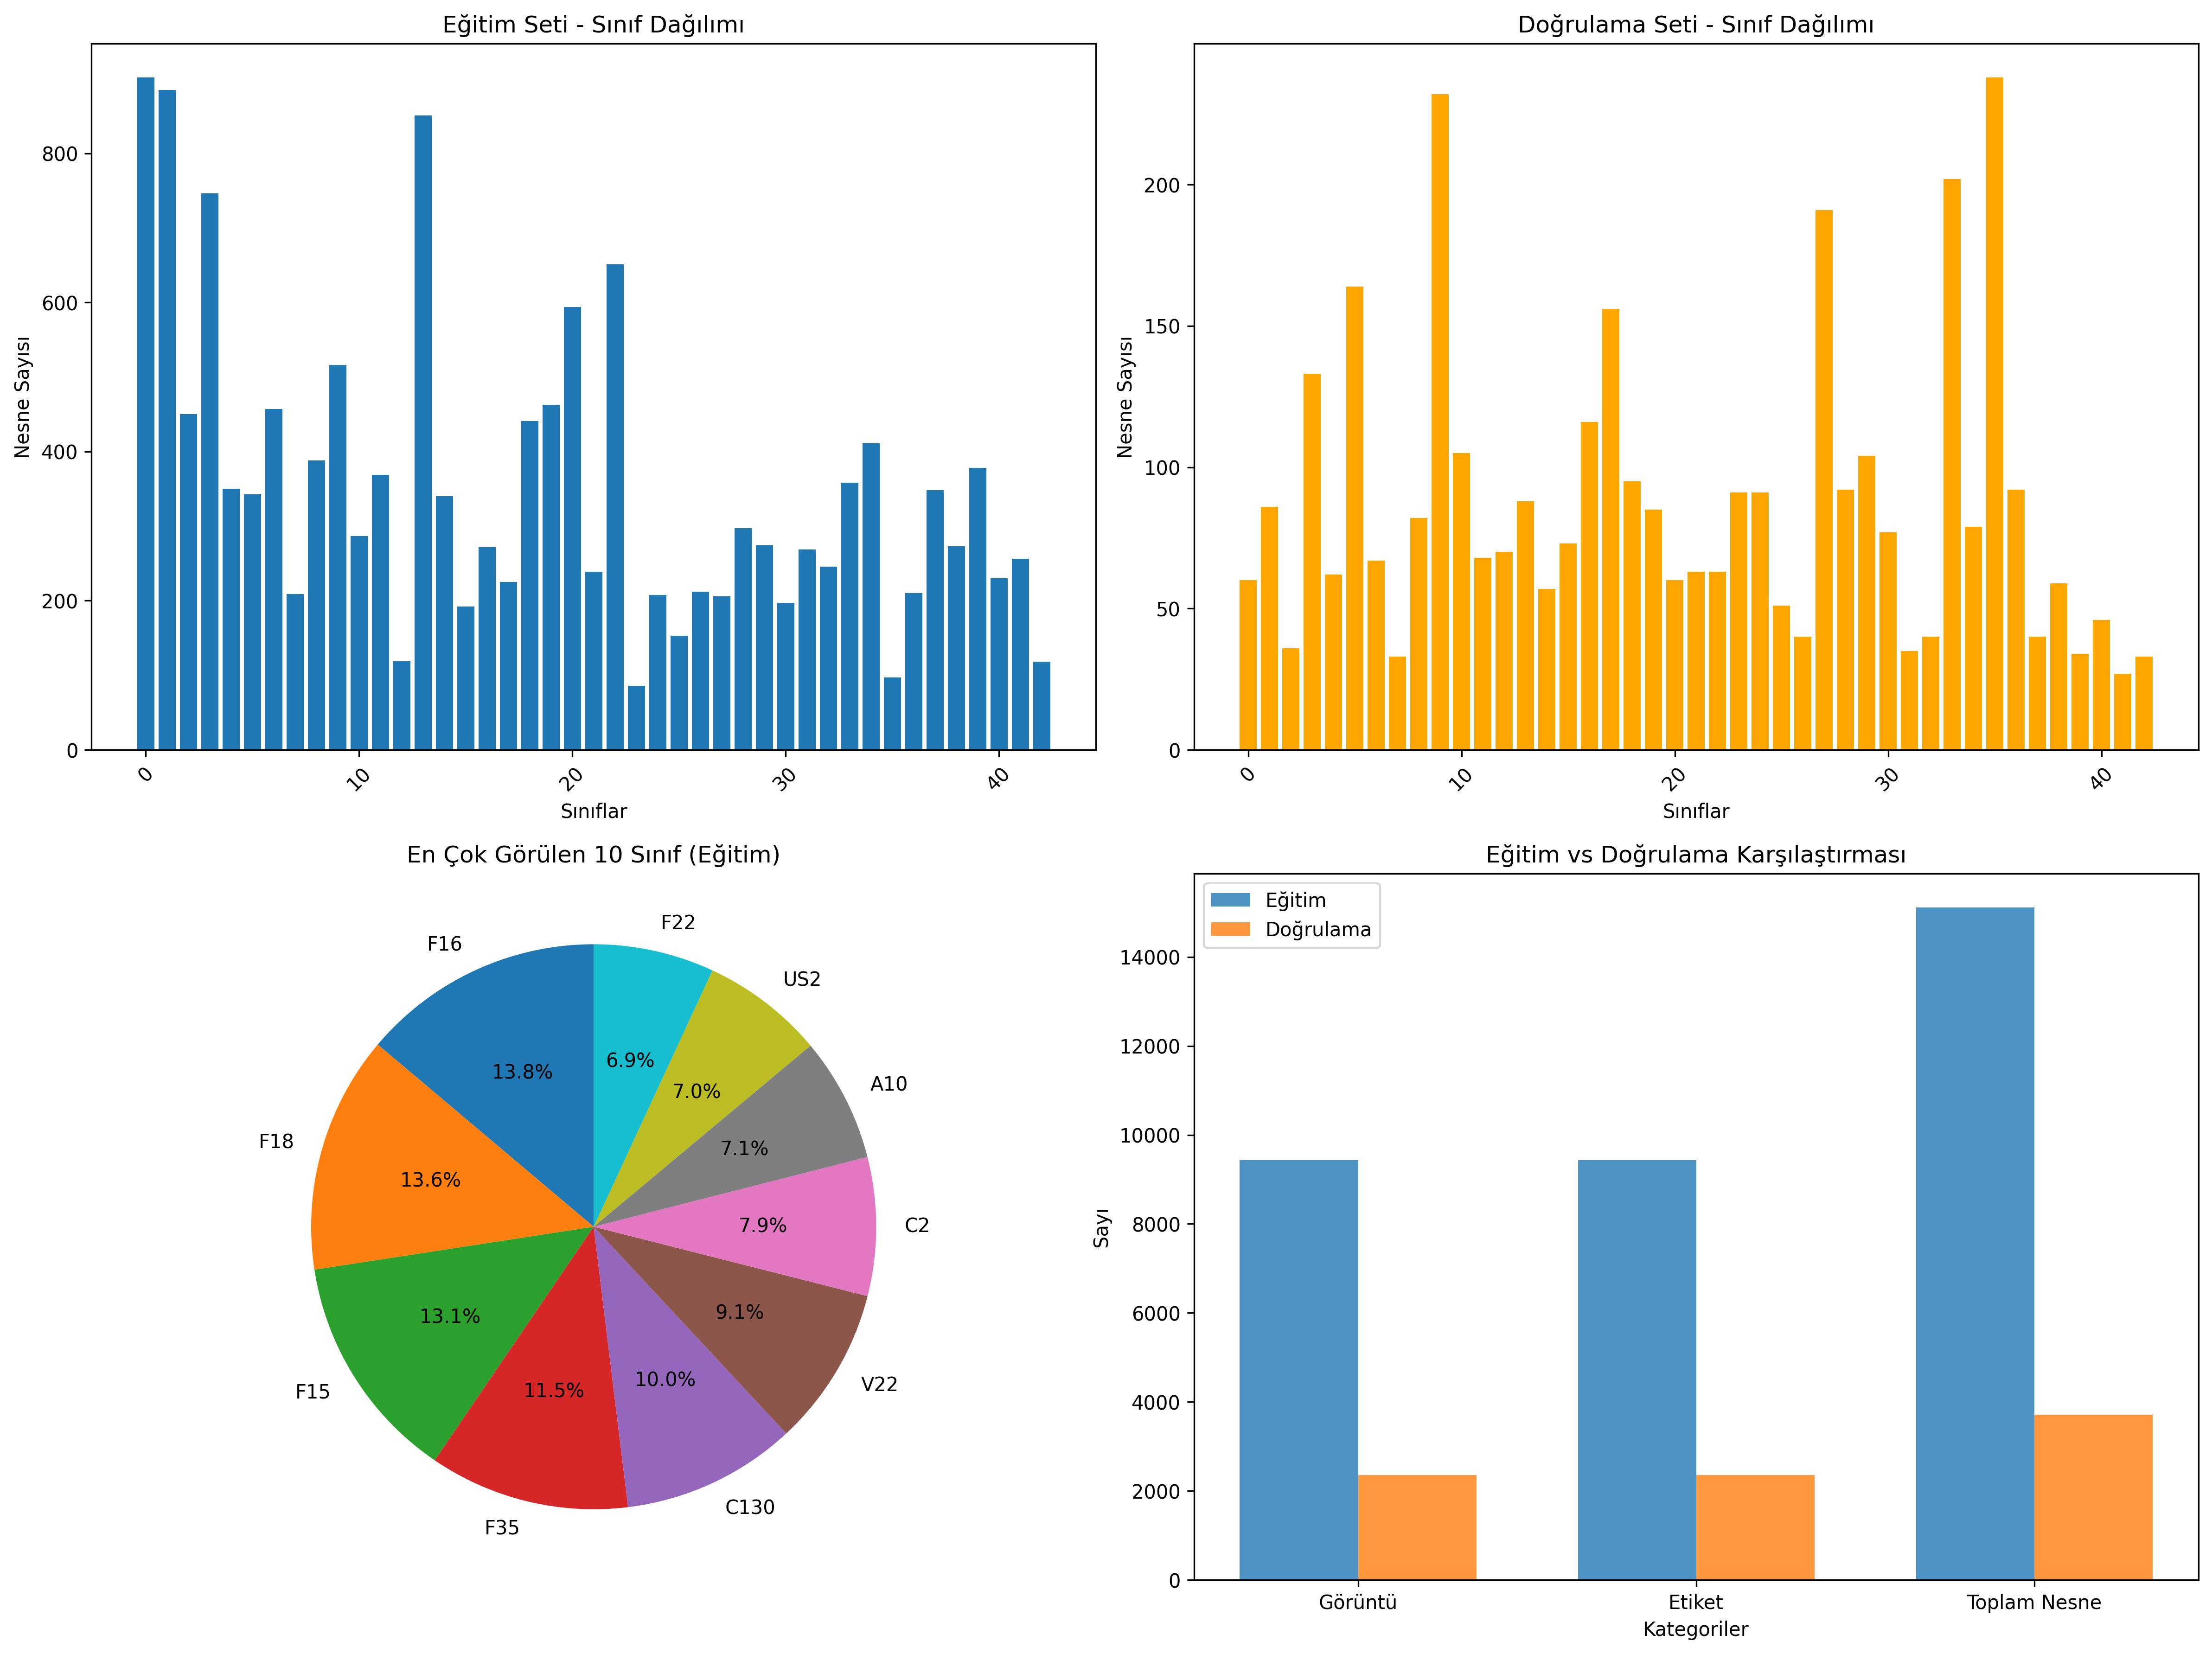 Eğitim Seti - Sınıf Dağılımı
Nesne Sayısı
800
600
400
200
0
0 10 20 30 40
Sınıflar
Doğrulama Seti - Sınıf Dağılımı
Nesne Sayısı
200
150
100
50
0
0 10 20 30 40
Sınıflar
En Çok Görülen 10 Sınıf (Eğitim)
F16
13.8%
F18
13.6%
F15
13.1%
F35
11.5%
C130
10.0%
V22
9.1%
C2
7.9%
A10
7.1%
US2
7.0%
F22
6.9%
Eğitim vs Doğrulama Karşılaştırması
Eğitim
Doğrulama
Sayı
14000
12000
10000
8000
6000
4000
2000
0
Görüntü Etiket Toplam Nesne
Kategoriler